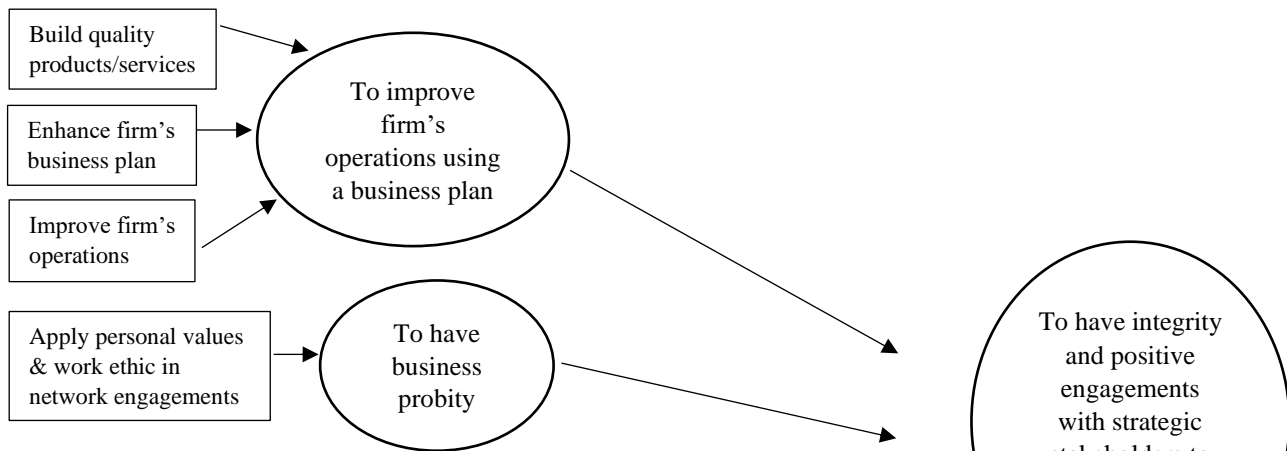 Build quality
products/services
Enhance firm's
business plan
Improve firm's
operations
To improve
firm's
operations using
a business plan
Apply personal values
& work ethic in
network engagements
To have
business
probity
To have integrity
and positive
engagements
with strategic